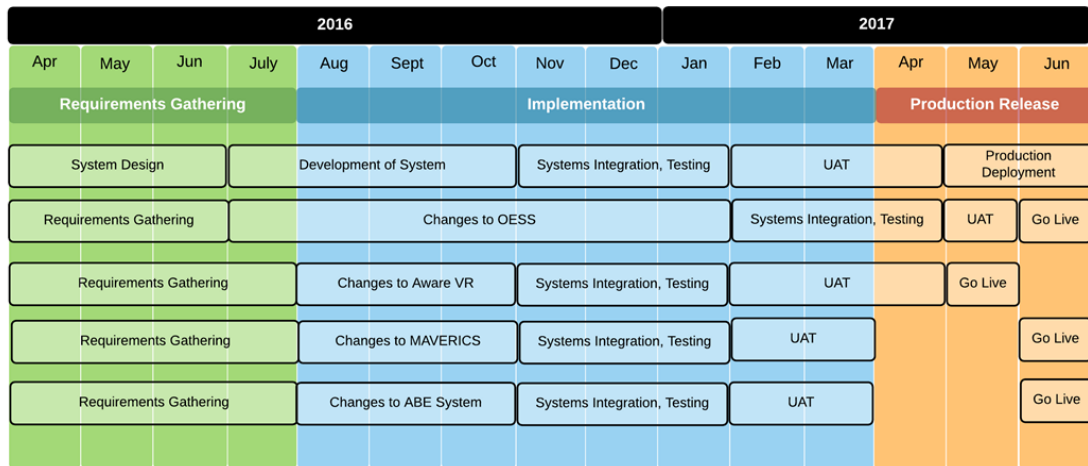 2016 2017
Apr May Jun July Aug Sept Oct Nov Dec Jan Feb Mar Apr May Jun
Requirements Gathering Implementation Production Release
System Design Development of System Systems Integration, Testing UAT Production
Deployment
Requirements Gathering Changes to OESS Systems Integration, Testing UAT Go Live
Requirements Gathering Changes to Aware VR Systems Integration, Testing UAT Go Live
Requirements Gathering Changes to MAVERICS Systems Integration, Testing UAT Go Live
Requirements Gathering Changes to ABE System Systems Integration, Testing UAT Go Live